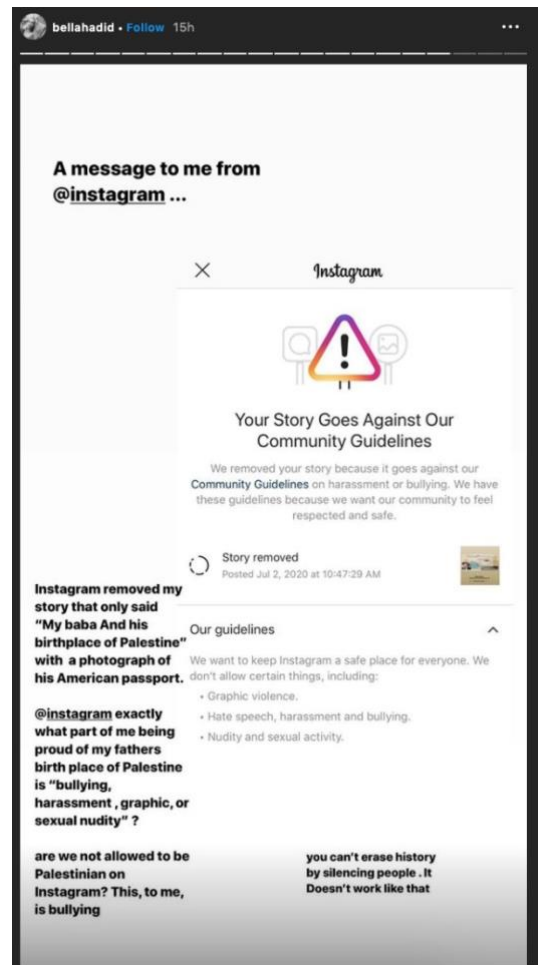 bellahadid • Follow 15h
A message to me from
@instagram ...
Instagram
Your Story Goes Against Our
Community Guidelines
We removed your story because it goes against our
Community Guidelines on harassment or bullying. We have
these guidelines because we want our community to feel
respected and safe.
Story removed
Posted Jul 2, 2020 at 10:47:29 AM
Our guidelines
We want to keep Instagram a safe place for everyone. We
don't allow certain things, including:
• Graphic violence.
• Hate speech, harassment and bullying.
• Nudity and sexual activity.
Instagram removed my
story that only said
“My baba And his
birthplace of Palestine”
with a photograph of
his American passport.
@instagram exactly
what part of me being
proud of my fathers
birth place of Palestine
is “bullying,
harassment , graphic, or
sexual nudity” ?
are we not allowed to be
Palestinian on
Instagram? This, to me,
is bullying
you can’t erase history
by silencing people . It
Doesn’t work like that